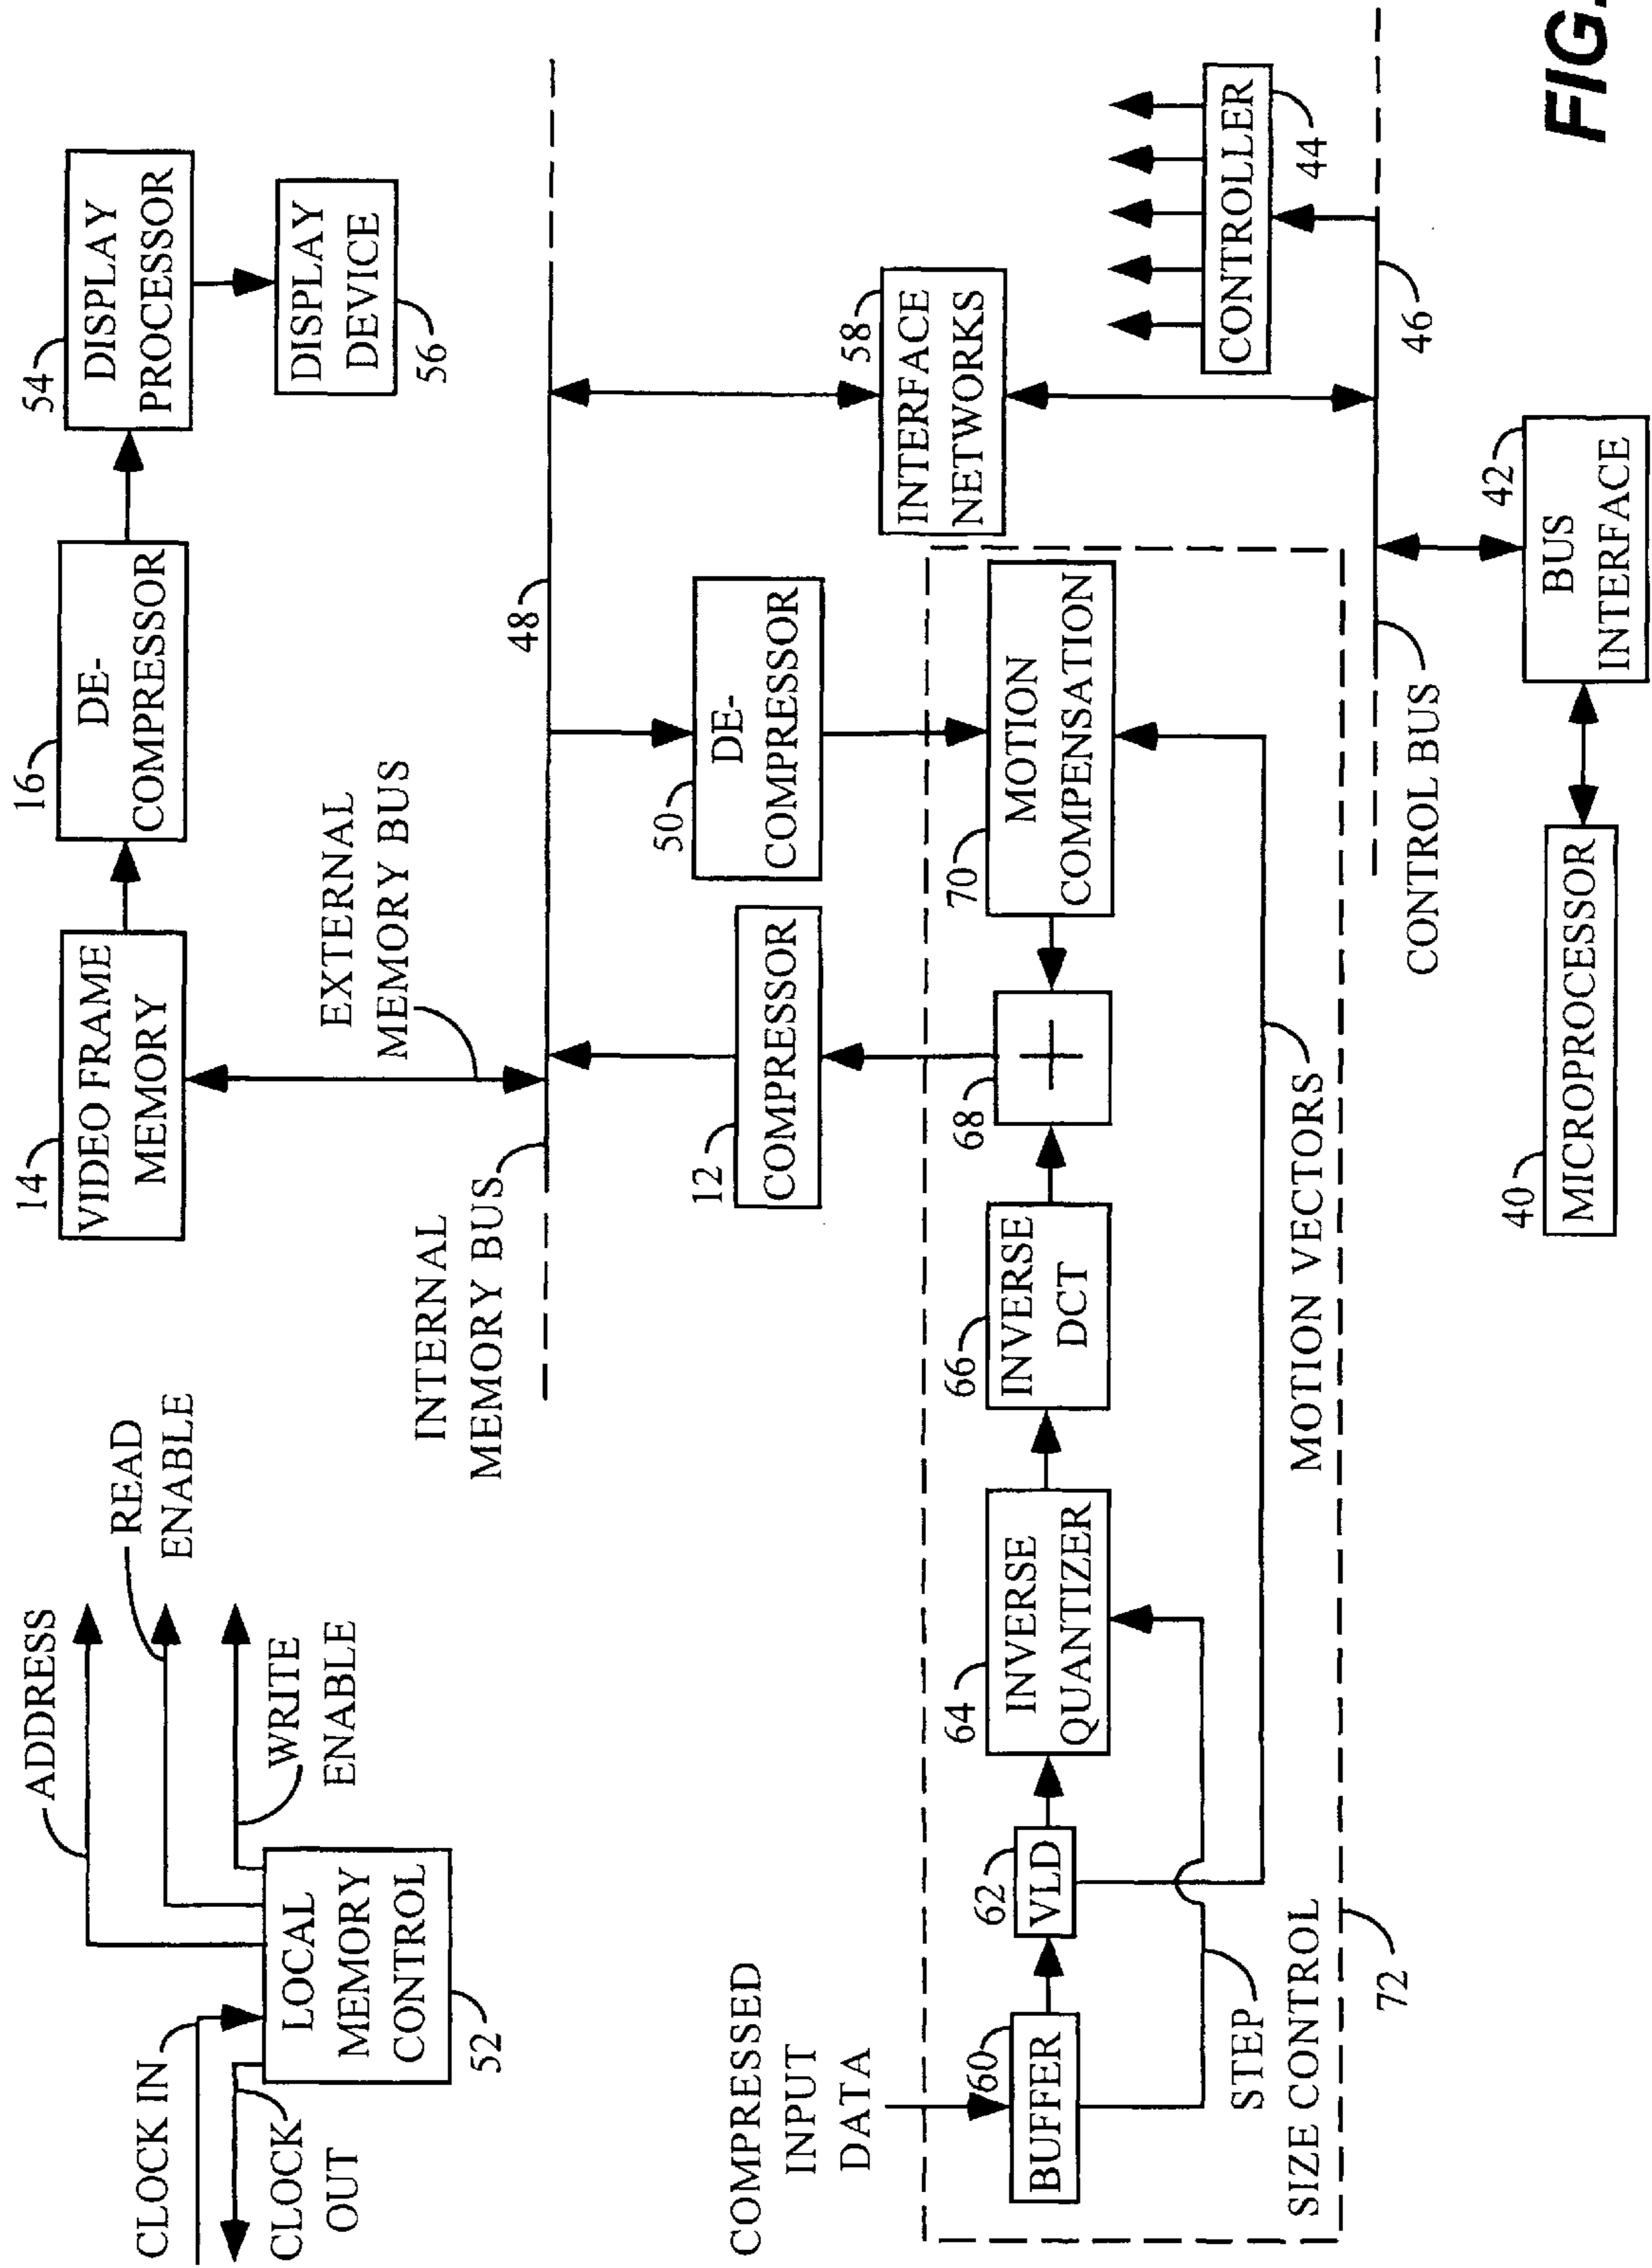 CLOCK IN
CLOCK
OUT
ADDRESS
READ
ENABLE
WRITE
ENABLE
LOCAL
MEMORY
CONTROL
52
14
VIDEO FRAME
MEMORY
16
DE-
COMPRESSOR
54
DISPLAY
PROCESSOR
DISPLAY
DEVICE
56
EXTERNAL
MEMORY BUS
INTERNAL
MEMORY BUS
48
12
COMPRESSOR
50
DE-
COMPRESSOR
58
INTERFACE
NETWORKS
COMPRESSED
INPUT
DATA
60
BUFFER
62
VLD
64
INVERSE
QUANTIZER
66
INVERSE
DCT
68
+
70
MOTION
COMPENSATION
STEP
SIZE CONTROL
MOTION VECTORS
72
CONTROLLER
44
46
CONTROL BUS
40
MICROPROCESSOR
42
BUS
INTERFACE
FIG.